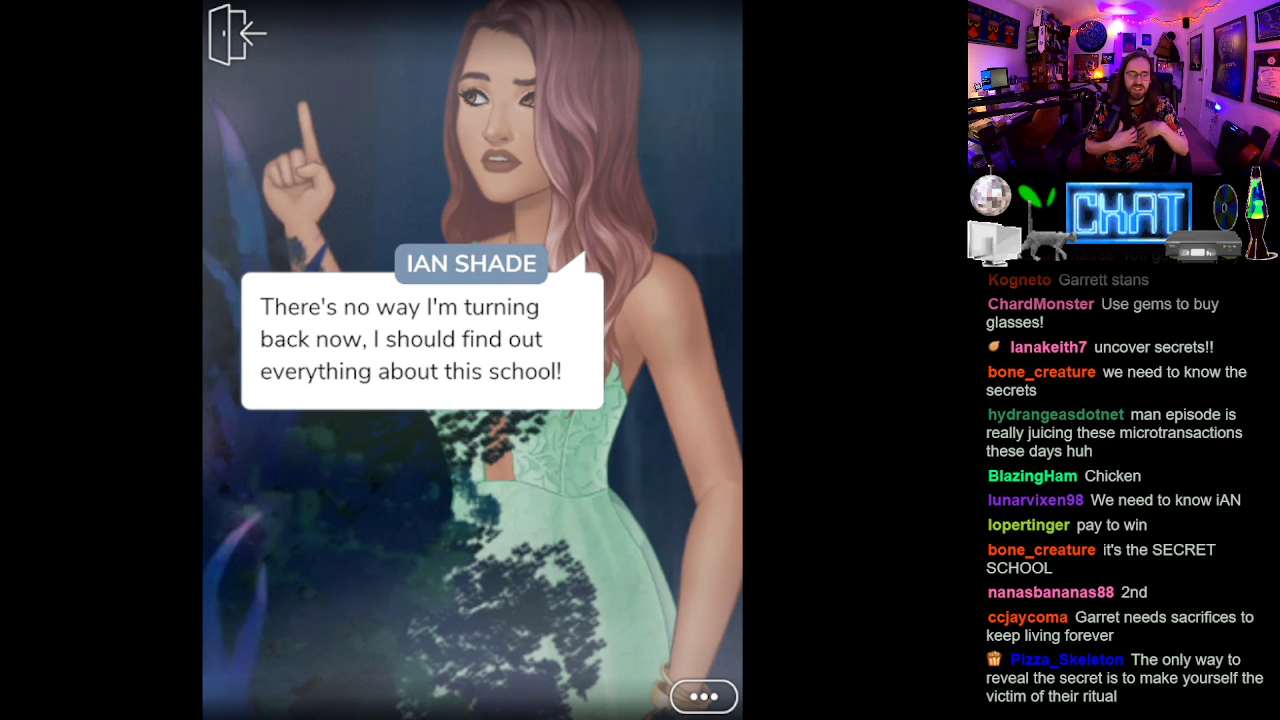 IAN SHADE
There's no way I'm turning
back now, I should find out
everything about this school!
CHAT
Kogneto Garrett stans
ChardMonster Use gems to buy
glasses!
lanakeith7 uncover secrets!!
bone_creature we need to know the
secrets
hydrangeasdotnet man episode is
really juicing these microtransactions
these days huh
BlazingHam Chicken
lunarvixen98 We need to know iAN
lopertinger pay to win
bone_creature it's the SECRET
SCHOOL
nanasbananas88 2nd
ccjaycoma Garret needs sacrifices to
keep living forever
Pizza_Skeleton The only way to
reveal the secret is to make yourself the
victim of their ritual